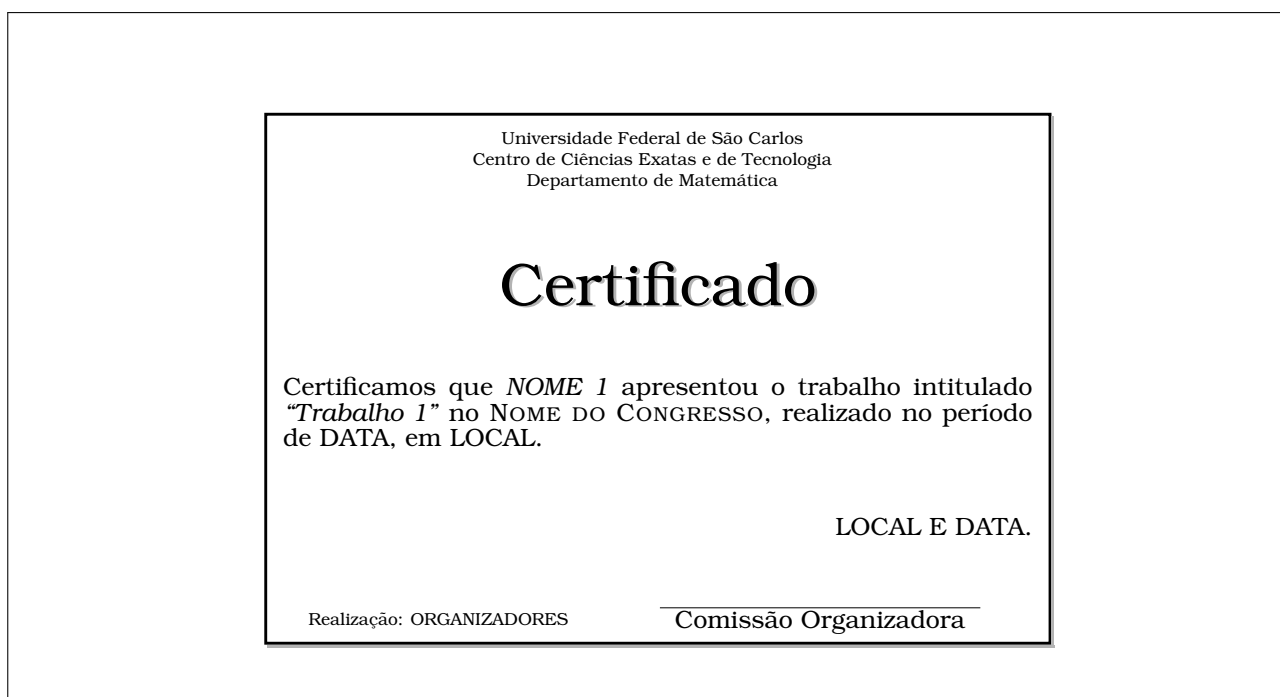 Universidade Federal de São Carlos
Centro de Ciências Exatas e de Tecnologia
Departamento de Matemática
Certificado
Certificamos que NOME 1 apresentou o trabalho intitulado
“Trabalho 1” no NOME DO CONGRESSO, realizado no período
de DATA, em LOCAL.
LOCAL E DATA.
Realização: ORGANIZADORES
Comissão Organizadora